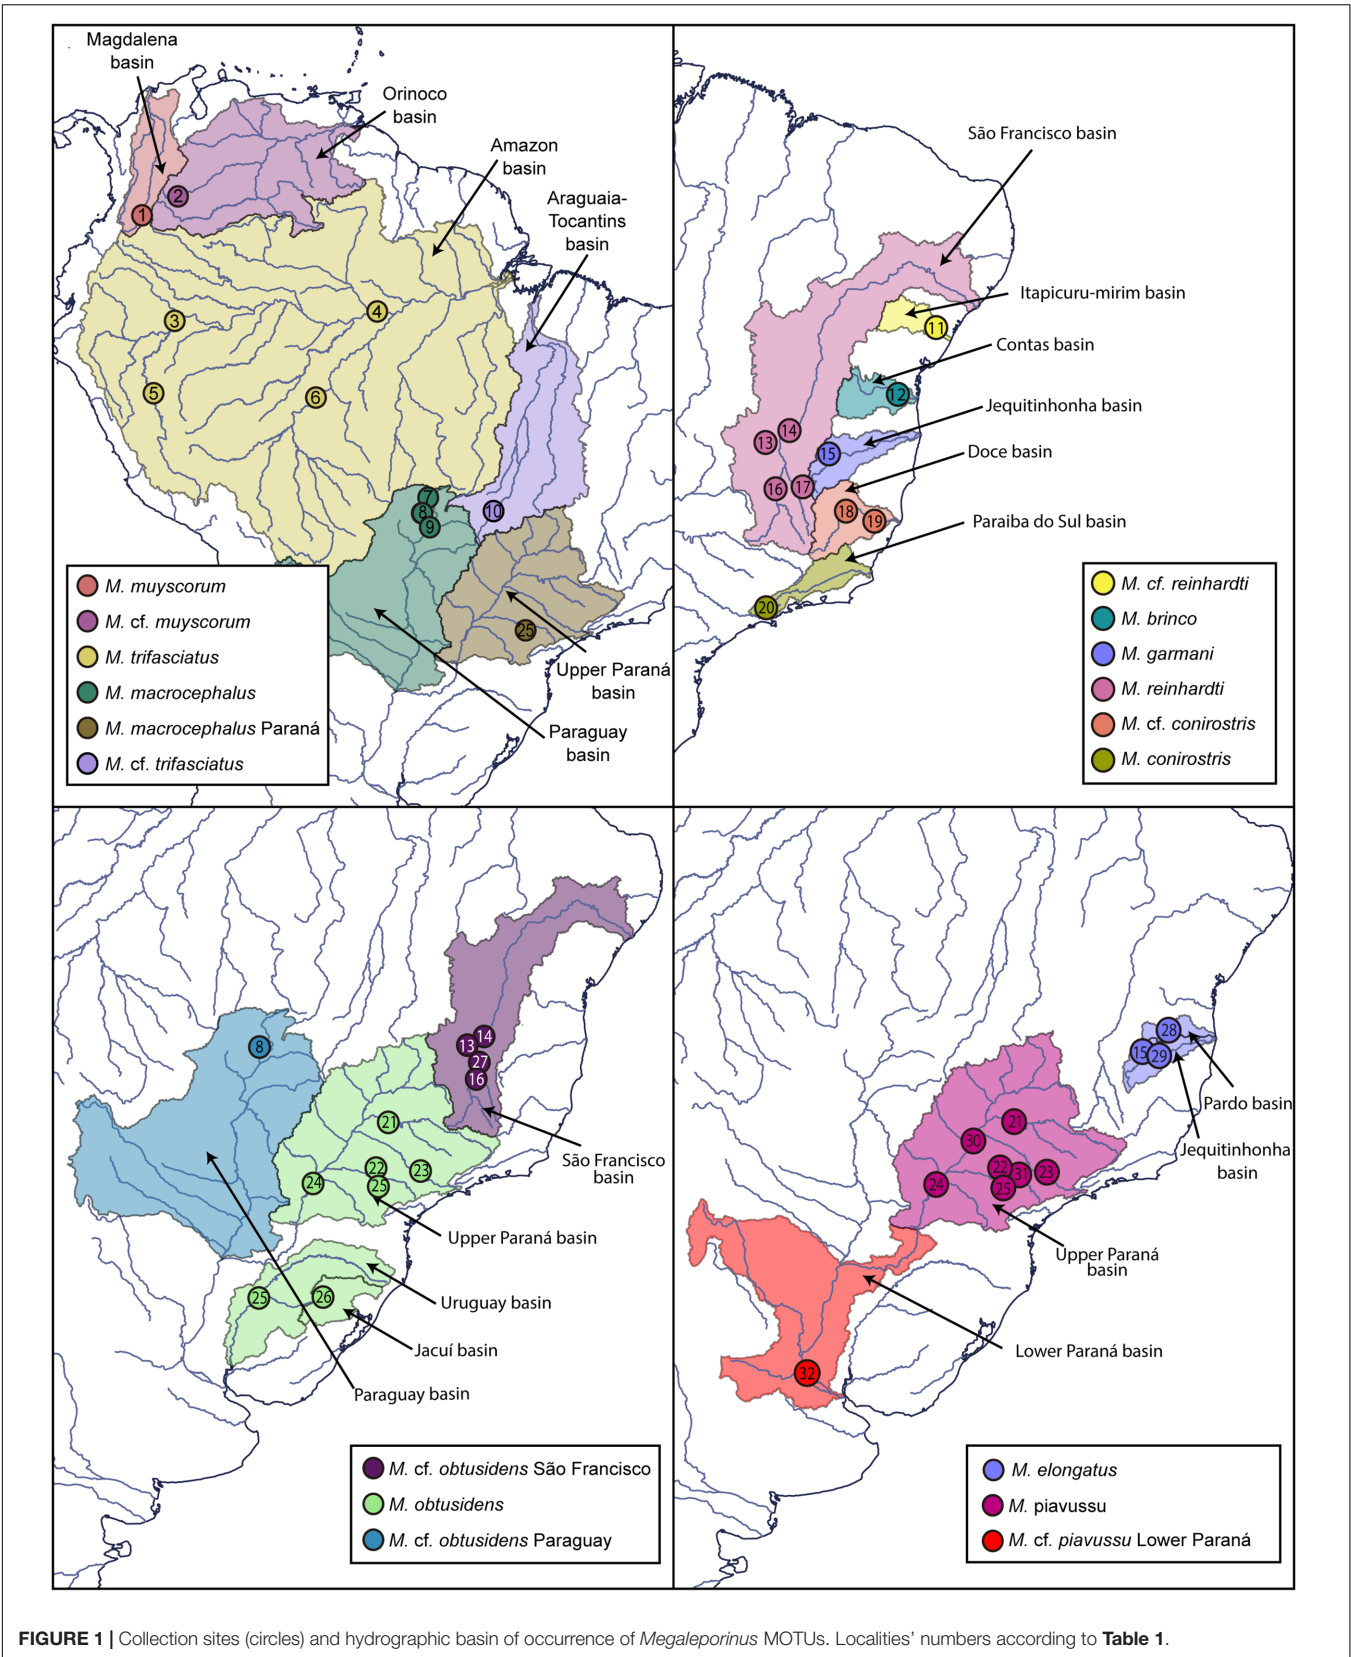 Magdalena
basin
Orinoco
basin
Amazon
basin
Araguaia-
Tocantins
basin
1
2
3
4
5
6
7
8
9
10
25
Upper Paraná
basin
Paraguay
basin
M. muyscorum
M. cf. muyscorum
M. trifasciatus
M. macrocephalus
M. macrocephalus Paraná
M. cf. trifasciatus
São Francisco basin
Itapicuru-mirim basin
11
Contas basin
12
Jequitinhonha basin
13
14
15
Doce basin
16
17
18
19
Paraiba do Sul basin
20
M. cf. reinhardti
M. brinco
M. garmani
M. reinhardti
M. cf. conirostris
M. conirostris
8
13
14
27
16
21
22
23
24
25
São Francisco
basin
Upper Paraná basin
25
26
Uruguay basin
Jacuí basin
Paraguay basin
M. cf. obtusidens São Francisco
M. obtusidens
M. cf. obtusidens Paraguay
28
15
29
Pardo basin
Jequitinhonha
basin
21
30
22
31
23
24
25
Upper Paraná
basin
Lower Paraná basin
32
M. elongatus
M. piavussu
M. cf. piavussu Lower Paraná
FIGURE 1 | Collection sites (circles) and hydrographic basin of occurrence of Megaleporinus MOTUs. Localities' numbers according to Table 1.